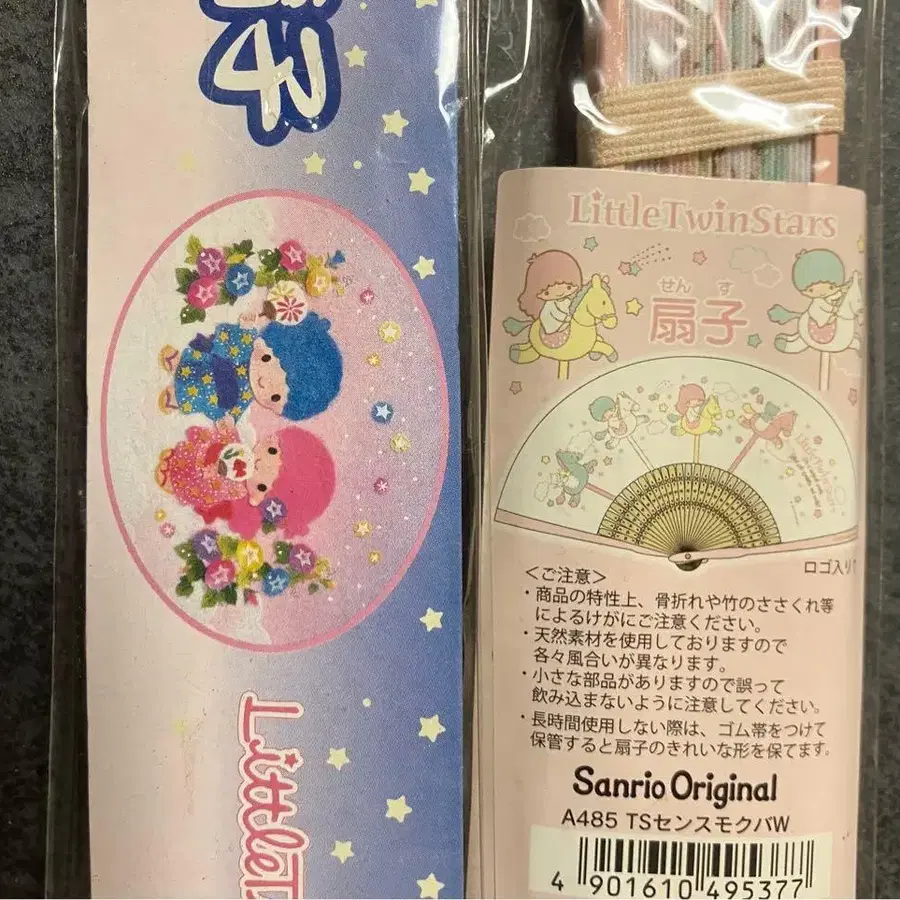 LittleT
LittleTwinStars
せんす
扇子
ロゴ入り
<ご注意>
・商品の特性上、骨折れや竹のささくれ等
によるけがにご注意ください。
・天然素材を使用しておりますので
各々風合いが異なります。
・小さな部品がありますので誤って
飲み込まないように注意してください。
・長時間使用しない際は、ゴム帯をつけて
保管すると扇子のきれいな形を保てます。
Sanrio Original
A485 TSセンスモクバW
4 901610 495377